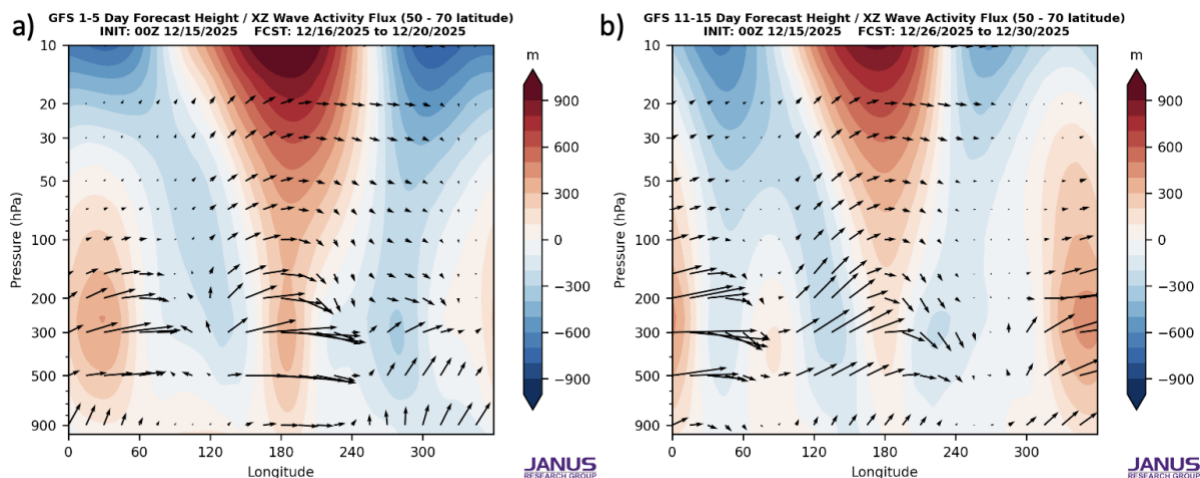 a)
GFS 1-5 Day Forecast Height / XZ Wave Activity Flux (50 - 70 latitude)
INIT: 00Z 12/15/2025 FCST: 12/16/2025 to 12/20/2025
m
10
20
30
50
100
200
300
500
900
Pressure (hPa)
0
60
120
180
240
300
Longitude
900
600
300
0
−300
−600
−900
JANUS
RESEARCH GROUP
b)
GFS 11-15 Day Forecast Height / XZ Wave Activity Flux (50 - 70 latitude)
INIT: 00Z 12/15/2025 FCST: 12/26/2025 to 12/30/2025
m
10
20
30
50
100
200
300
500
900
Pressure (hPa)
0
60
120
180
240
300
Longitude
900
600
300
0
−300
−600
−900
JANUS
RESEARCH GROUP